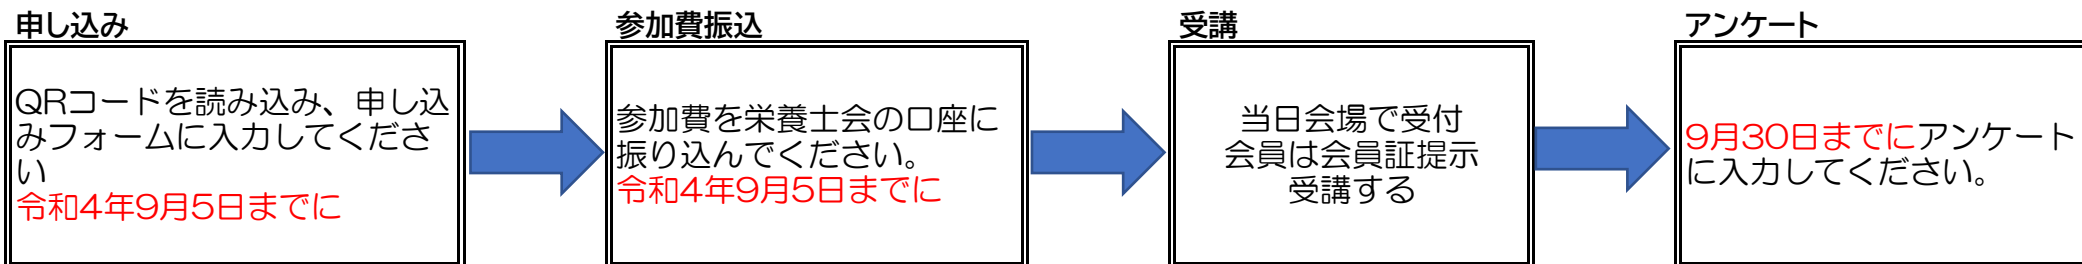 申し込み
QRコードを読み込み、申し込
みフォームに入力してくださ
い
令和4年9月5日までに
参加費振込
参加費を栄養士会の口座に
振り込んでください。
令和4年9月5日までに
受講
当日会場で受付
会員は会員証提示
受講する
アンケート
9月30日までにアンケート
に入力してください。